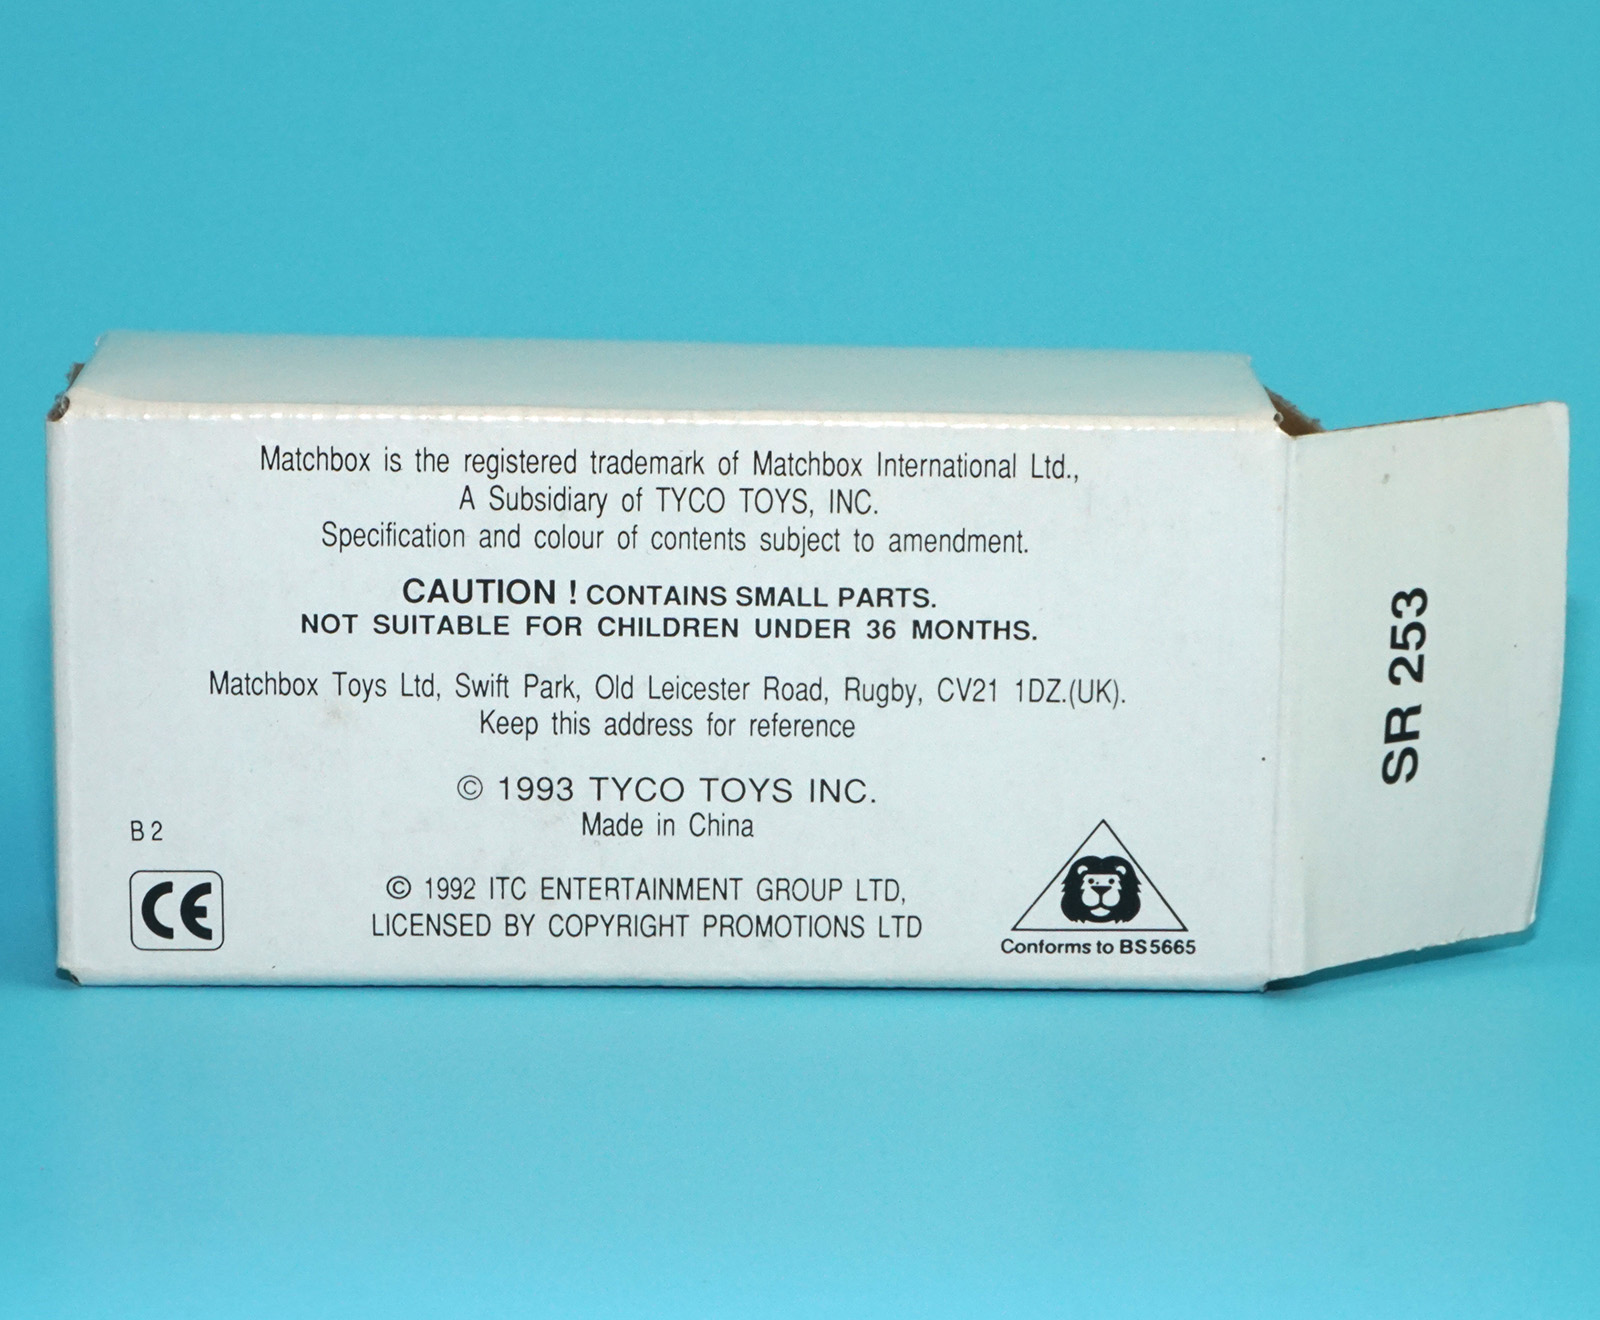 Matchbox is the registered trademark of Matchbox International Ltd.,
A Subsidiary of TYCO TOYS, INC.
Specification and colour of contents subject to amendment.
CAUTION ! CONTAINS SMALL PARTS.
NOT SUITABLE FOR CHILDREN UNDER 36 MONTHS.
Matchbox Toys Ltd, Swift Park, Old Leicester Road, Rugby, CV21 1DZ.(UK).
Keep this address for reference
© 1993 TYCO TOYS INC.
Made in China
B2
CE
© 1992 ITC ENTERTAINMENT GROUP LTD,
LICENSED BY COPYRIGHT PROMOTIONS LTD
Conforms to BS5665
SR 253